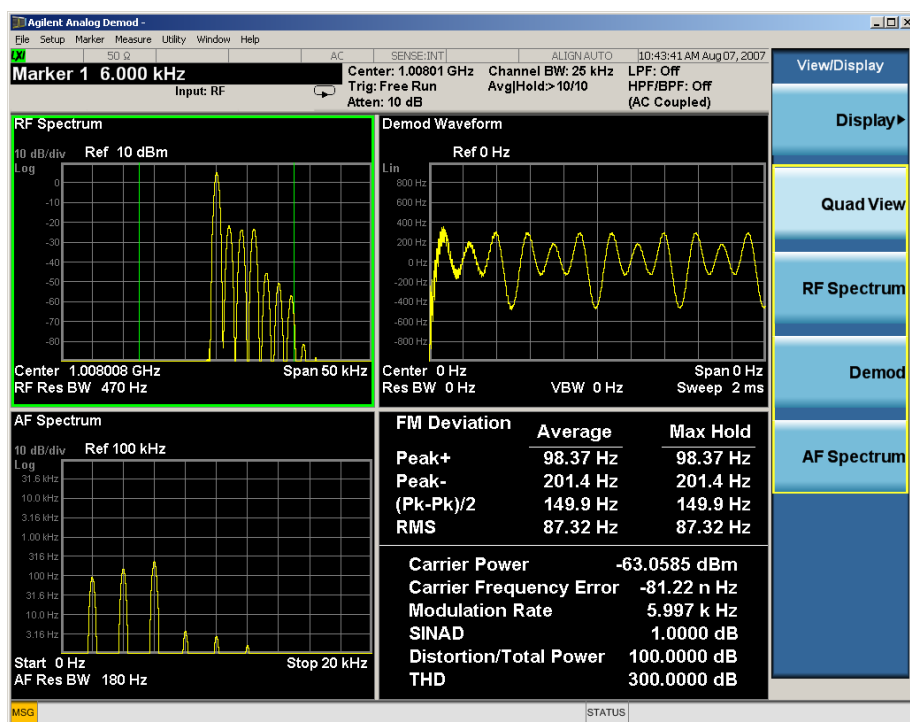 Agilent Analog Demod -
File Setup Marker Measure Utility Window Help
LXI 50 Ω AC SENSE:INT ALIGN AUTO 10:43:41 AM Aug 07, 2007
Marker 1 6.000 kHz
Input: RF
Center: 1.00801 GHz Channel BW: 25 kHz LPF: Off
Trig: Free Run Avg|Hold:>10/10 HPF/BPF: Off
Atten: 10 dB (AC Coupled)
View/Display
Display
Quad View
RF Spectrum
Demod
AF Spectrum
RF Spectrum
10 dB/div Ref 10 dBm
Log
0
-10
-20
-30
-40
-50
-60
-70
-80
Center 1.008008 GHz Span 50 kHz
RF Res BW 470 Hz
Demod Waveform
Ref 0 Hz
Lin
800 Hz
600 Hz
400 Hz
200 Hz
0 Hz
-200 Hz
-400 Hz
-600 Hz
-800 Hz
Center 0 Hz Span 0 Hz
Res BW 0 Hz VBW 0 Hz Sweep 2 ms
AF Spectrum
10 dB/div Ref 100 kHz
Log
31.6 kHz
10.0 kHz
3.16 kHz
1.00 kHz
316 Hz
100 Hz
31.6 Hz
10.0 Hz
3.16 Hz
Start 0 Hz Stop 20 kHz
AF Res BW 180 Hz
FM Deviation Average Max Hold
Peak+ 98.37 Hz 98.37 Hz
Peak- 201.4 Hz 201.4 Hz
(Pk-Pk)/2 149.9 Hz 149.9 Hz
RMS 87.32 Hz 87.32 Hz
Carrier Power -63.0585 dBm
Carrier Frequency Error -81.22 n Hz
Modulation Rate 5.997 k Hz
SINAD 1.0000 dB
Distortion/Total Power 100.0000 dB
THD 300.0000 dB
MSG STATUS